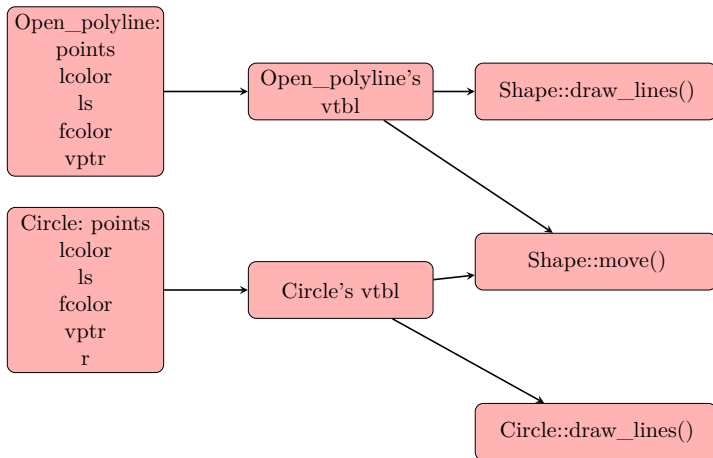 Open_polyline:
points
lcolor
ls
fcolor
vptr
Open_polyline's
vtbl
Shape::draw_lines()
Circle: points
lcolor
ls
fcolor
vptr
r
Circle's vtbl
Shape::move()
Circle::draw_lines()